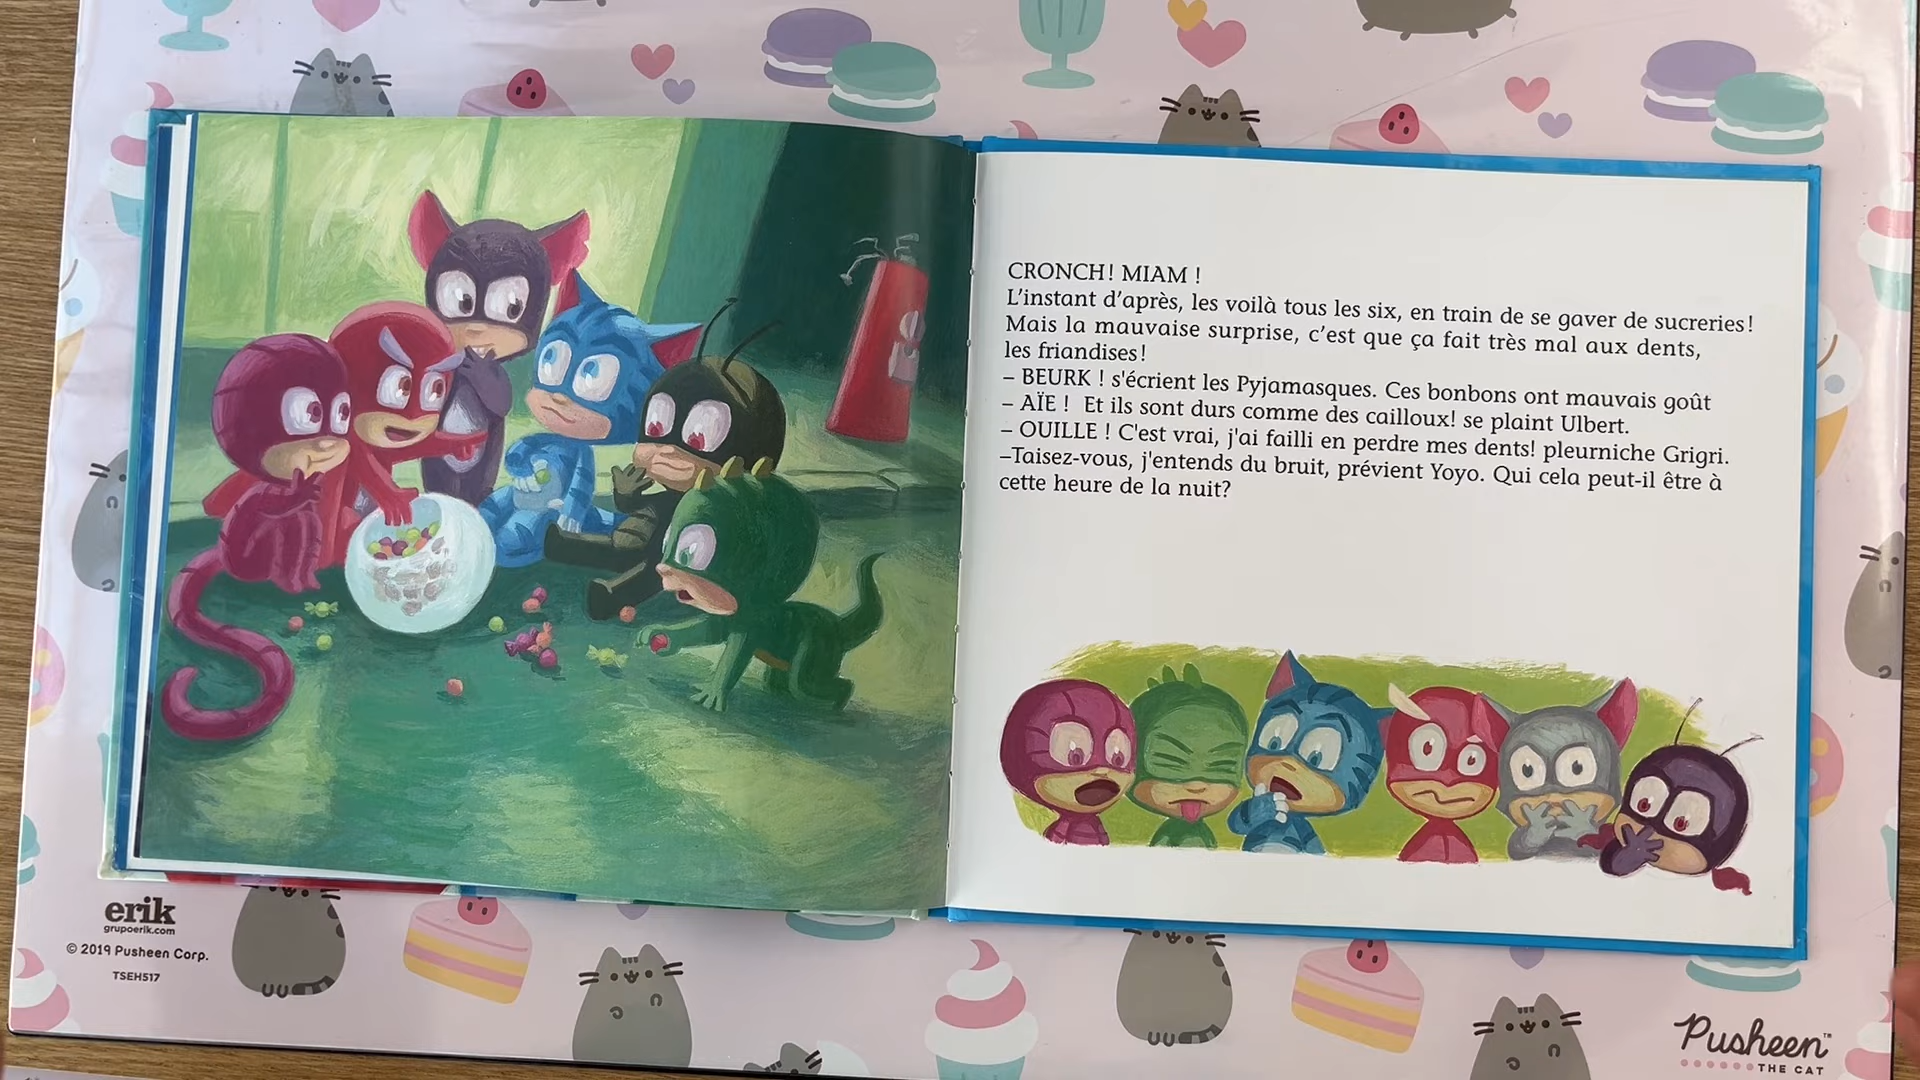 CRONCH! MIAM !
L'instant d'après, les voilà tous les six, en train de se gaver de sucreries!
Mais la mauvaise surprise, c'est que ça fait très mal aux dents,
les friandises!
– BEURK ! s'écrient les Pyjamasques. Ces bonbons ont mauvais goût
– AÏE ! Et ils sont durs comme des cailloux! se plaint Ulbert.
– OUILLE ! C'est vrai, j'ai failli en perdre mes dents! pleurniche Grigri.
–Taisez-vous, j'entends du bruit, prévient Yoyo. Qui cela peut-il être à
cette heure de la nuit?
erik
grupoerik.com
© 2019 Pusheen Corp.
TSEH517
Pusheen™
THE CAT